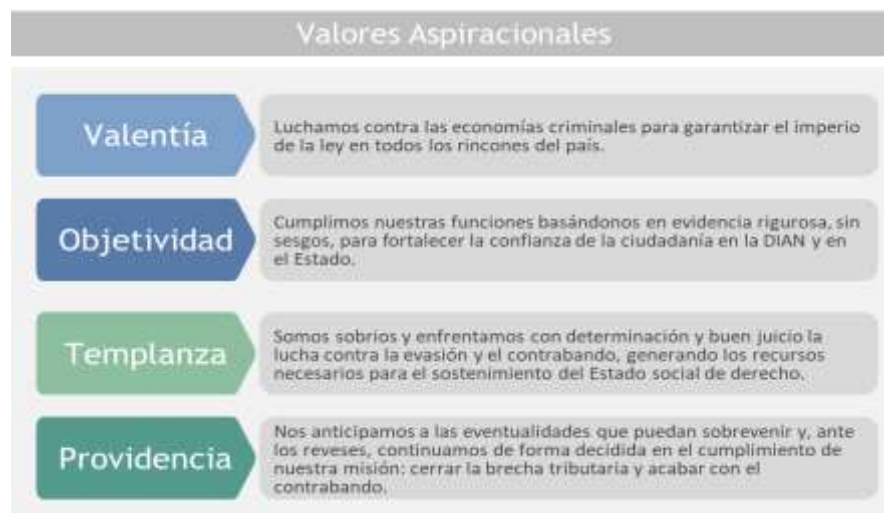 Valores Aspiracionales
Valentía
Luchamos contra las economías criminales para garantizar el imperio
de la ley en todos los rincones del país.
Objetividad
Cumplimos nuestras funciones basándonos en evidencia rigurosa, sin
sesgos, para fortalecer la confianza de la ciudadanía en la DIAN y en
el Estado.
Templanza
Somos sobrios y enfrentamos con determinación y buen juicio la
lucha contra la evasión y el contrabando, generando los recursos
necesarios para el sostenimiento del Estado social de derecho.
Providencia
Nos anticipamos a las eventualidades que puedan sobrevenir y, ante
los reveses, continuamos de forma decidida en el cumplimiento de
nuestra misión: cerrar la brecha tributaria y acabar con el
contrabando.